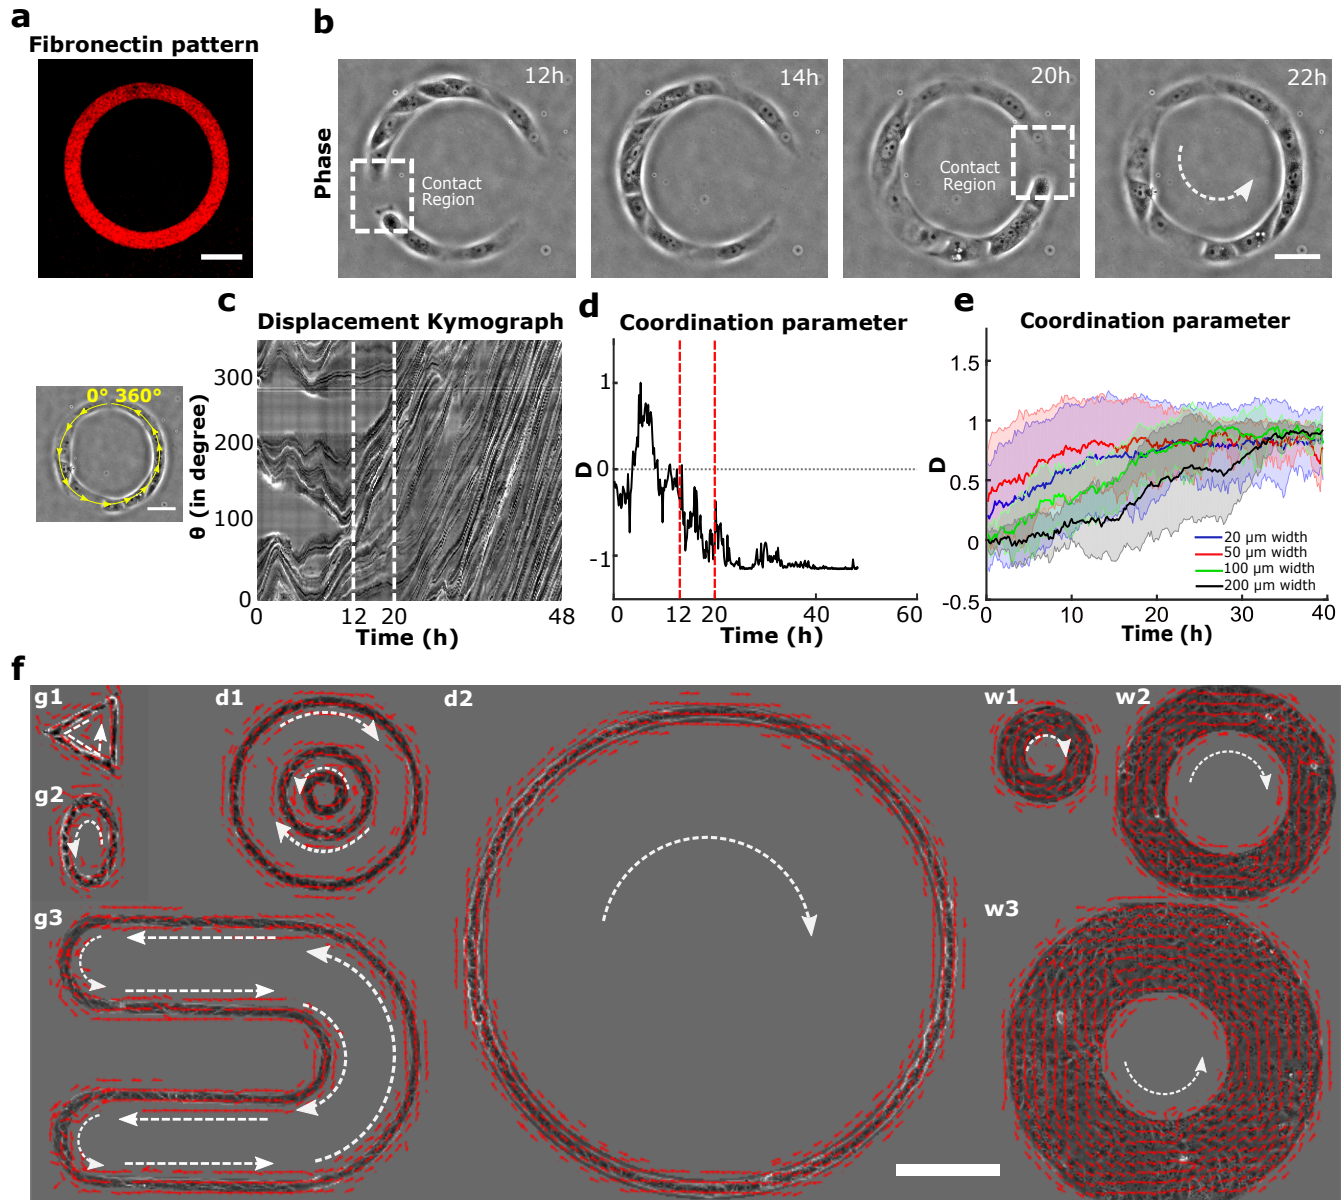 a
Fibronectin pattern
b
12h
14h
20h
22h
Phase
Contact
Region
Contact
Region
c
Displacement Kymograph
0° 360°
θ (in degree)
300
200
100
0
0
12
20
48
Time (h)
d
Coordination parameter
D
1
0
-1
0
12
20
40
60
Time (h)
e
Coordination parameter
D
1.5
1
0.5
0
-0.5
0
10
20
30
40
Time (h)
20 µm width
50 µm width
100 µm width
200 µm width
f
g1
d1
d2
w1
w2
g2
g3
w3